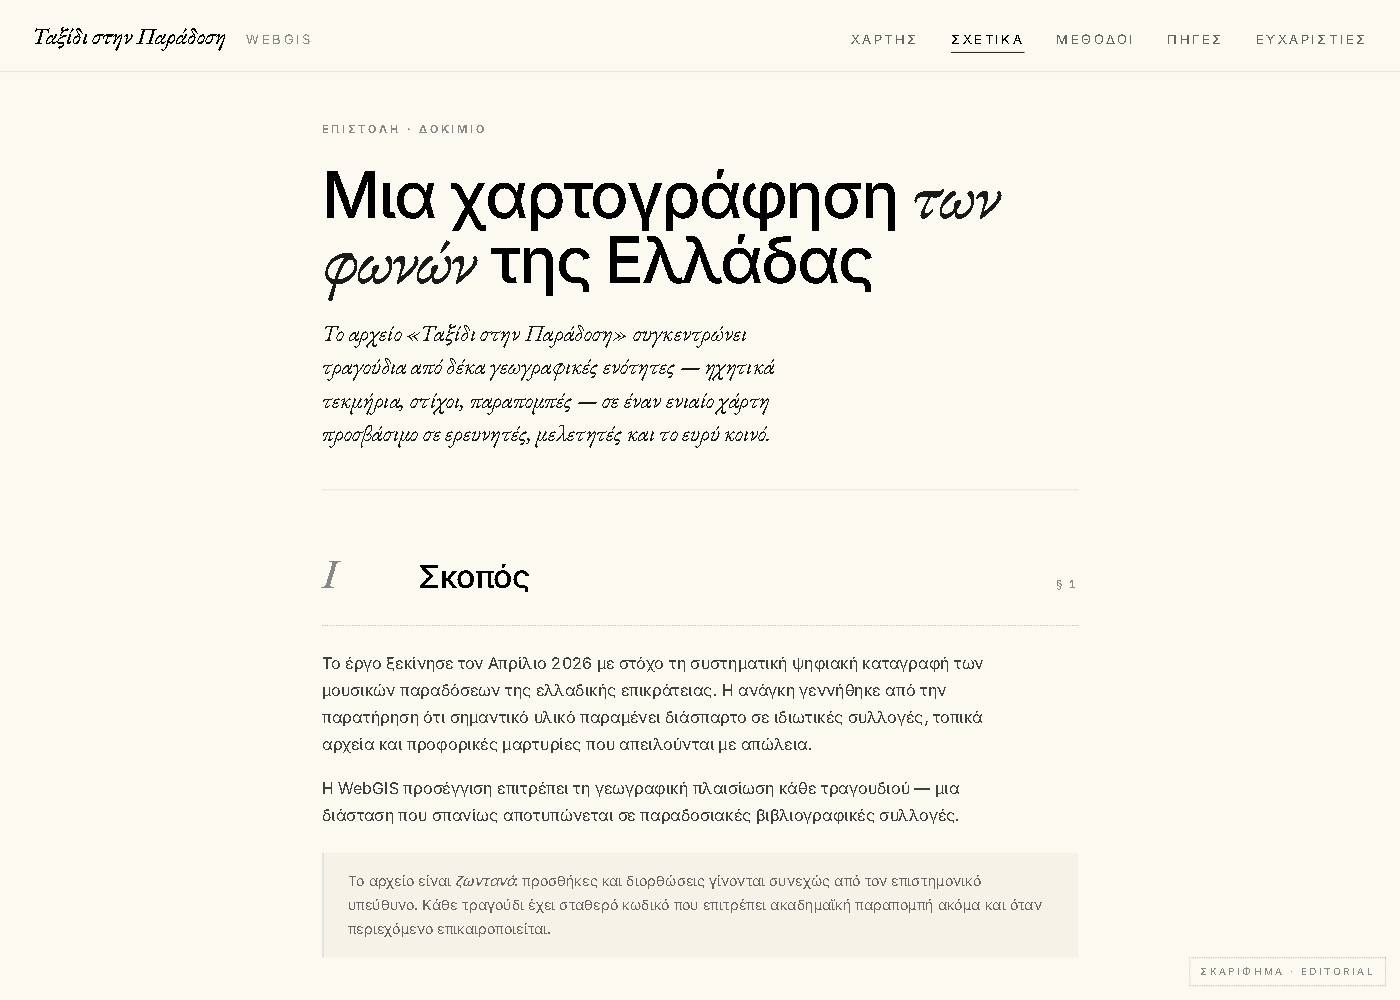 Ταξίδι στην Παράδοση WEBGIS
ΧΑΡΤΗΣ ΣΧΕΤΙΚΑ ΜΕΘΟΔΟΙ ΠΗΓΕΣ ΕΥΧΑΡΙΣΤΙΕΣ
ΕΠΙΣΤΟΛΗ · ΔΟΚΙΜΙΟ
Μια χαρτογράφηση των
φωνών της Ελλάδας
Το αρχείο «Ταξίδι στην Παράδοση» συγκεντρώνει
τραγούδια από δέκα γεωγραφικές ενότητες — ηχητικά
τεκμήρια, στίχοι, παραπομπές — σε έναν ενιαίο χάρτη
προσβάσιμο σε ερευνητές, μελετητές και το ευρύ κοινό.
I Σκοπός § 1
Το έργο ξεκίνησε τον Απρίλιο 2026 με στόχο τη συστηματική ψηφιακή καταγραφή των
μουσικών παραδόσεων της ελλαδικής επικράτειας. Η ανάγκη γεννήθηκε από την
παρατήρηση ότι σημαντικό υλικό παραμένει διάσπαρτο σε ιδιωτικές συλλογές, τοπικά
αρχεία και προφορικές μαρτυρίες που απειλούνται με απώλεια.
Η WebGIS προσέγγιση επιτρέπει τη γεωγραφική πλαισίωση κάθε τραγουδιού — μια
διάσταση που σπανίως αποτυπώνεται σε παραδοσιακές βιβλιογραφικές συλλογές.
Το αρχείο είναι ζωντανό: προσθήκες και διορθώσεις γίνονται συνεχώς από τον επιστημονικό
υπεύθυνο. Κάθε τραγούδι έχει σταθερό κωδικό που επιτρέπει ακαδημαϊκή παραπομπή ακόμα και όταν
περιεχόμενο επικαιροποιείται.
ΣΚΑΡΙΦΗΜΑ · EDITORIAL